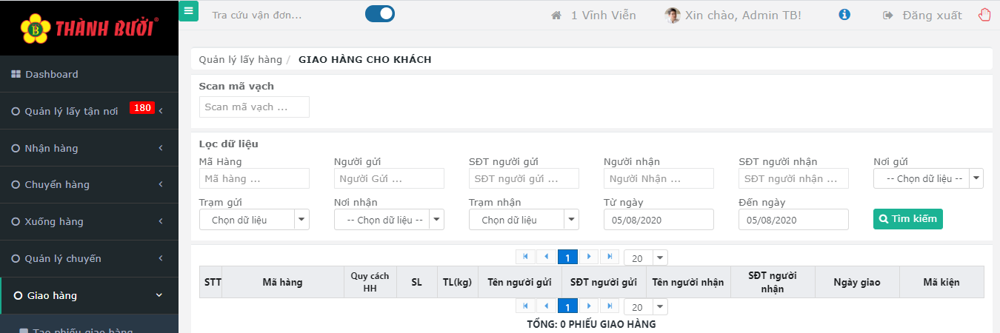 THÀNH BƯỞI®
B
Tra cứu vận đơn...
1 Vĩnh Viễn
Xin chào, Admin TB!
Đăng xuất
Dashboard
Quản lý lấy tận nơi 180
Nhận hàng
Chuyển hàng
Xuống hàng
Quản lý chuyến
Giao hàng
Tạo phiếu giao hàng
Quản lý lấy hàng / GIAO HÀNG CHO KHÁCH
Scan mã vạch
Scan mã vạch ...
Lọc dữ liệu
Mã Hàng Người gửi SĐT người gửi Người nhận SĐT người nhận Nơi gửi
Mã hàng ... Người Gửi ... SĐT người gửi ... Người Nhận ... SĐT người nhận ... -- Chọn dữ liệu --
Trạm gửi Nơi nhận Trạm nhận Từ ngày Đến ngày
Chọn dữ liệu -- Chọn dữ liệu -- Chọn dữ liệu 05/08/2020 05/08/2020 Tìm kiếm
1 20
STT Mã hàng Quy cách HH SL TL(kg) Tên người gửi SĐT người gửi Tên người nhận SĐT người nhận Ngày giao Mã kiện
1 20
TỔNG: 0 PHIẾU GIAO HÀNG